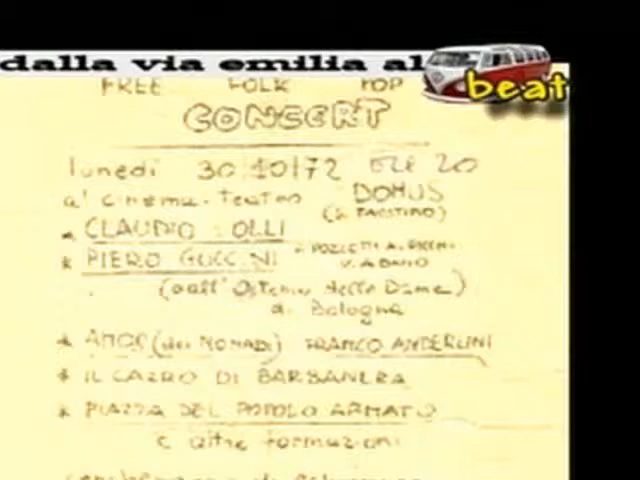 dalla via emilia al
beat
FREE FOLK POP
CONCERT
lunedi 30/10/72 ore 20
al cinema-teatro DOMUS
(S. FAUSTINO)
* CLAUDIO LOLLI
* PIERO GUCCINI
(dall'Osteria delle Dame)
di Bologna
* AMOS (dei NOMADI) FRANCO ANDERLINI
* IL CARRO DI BARBANERA
* PIAZZA DEL POPOLO ARMATO
e altre formazioni